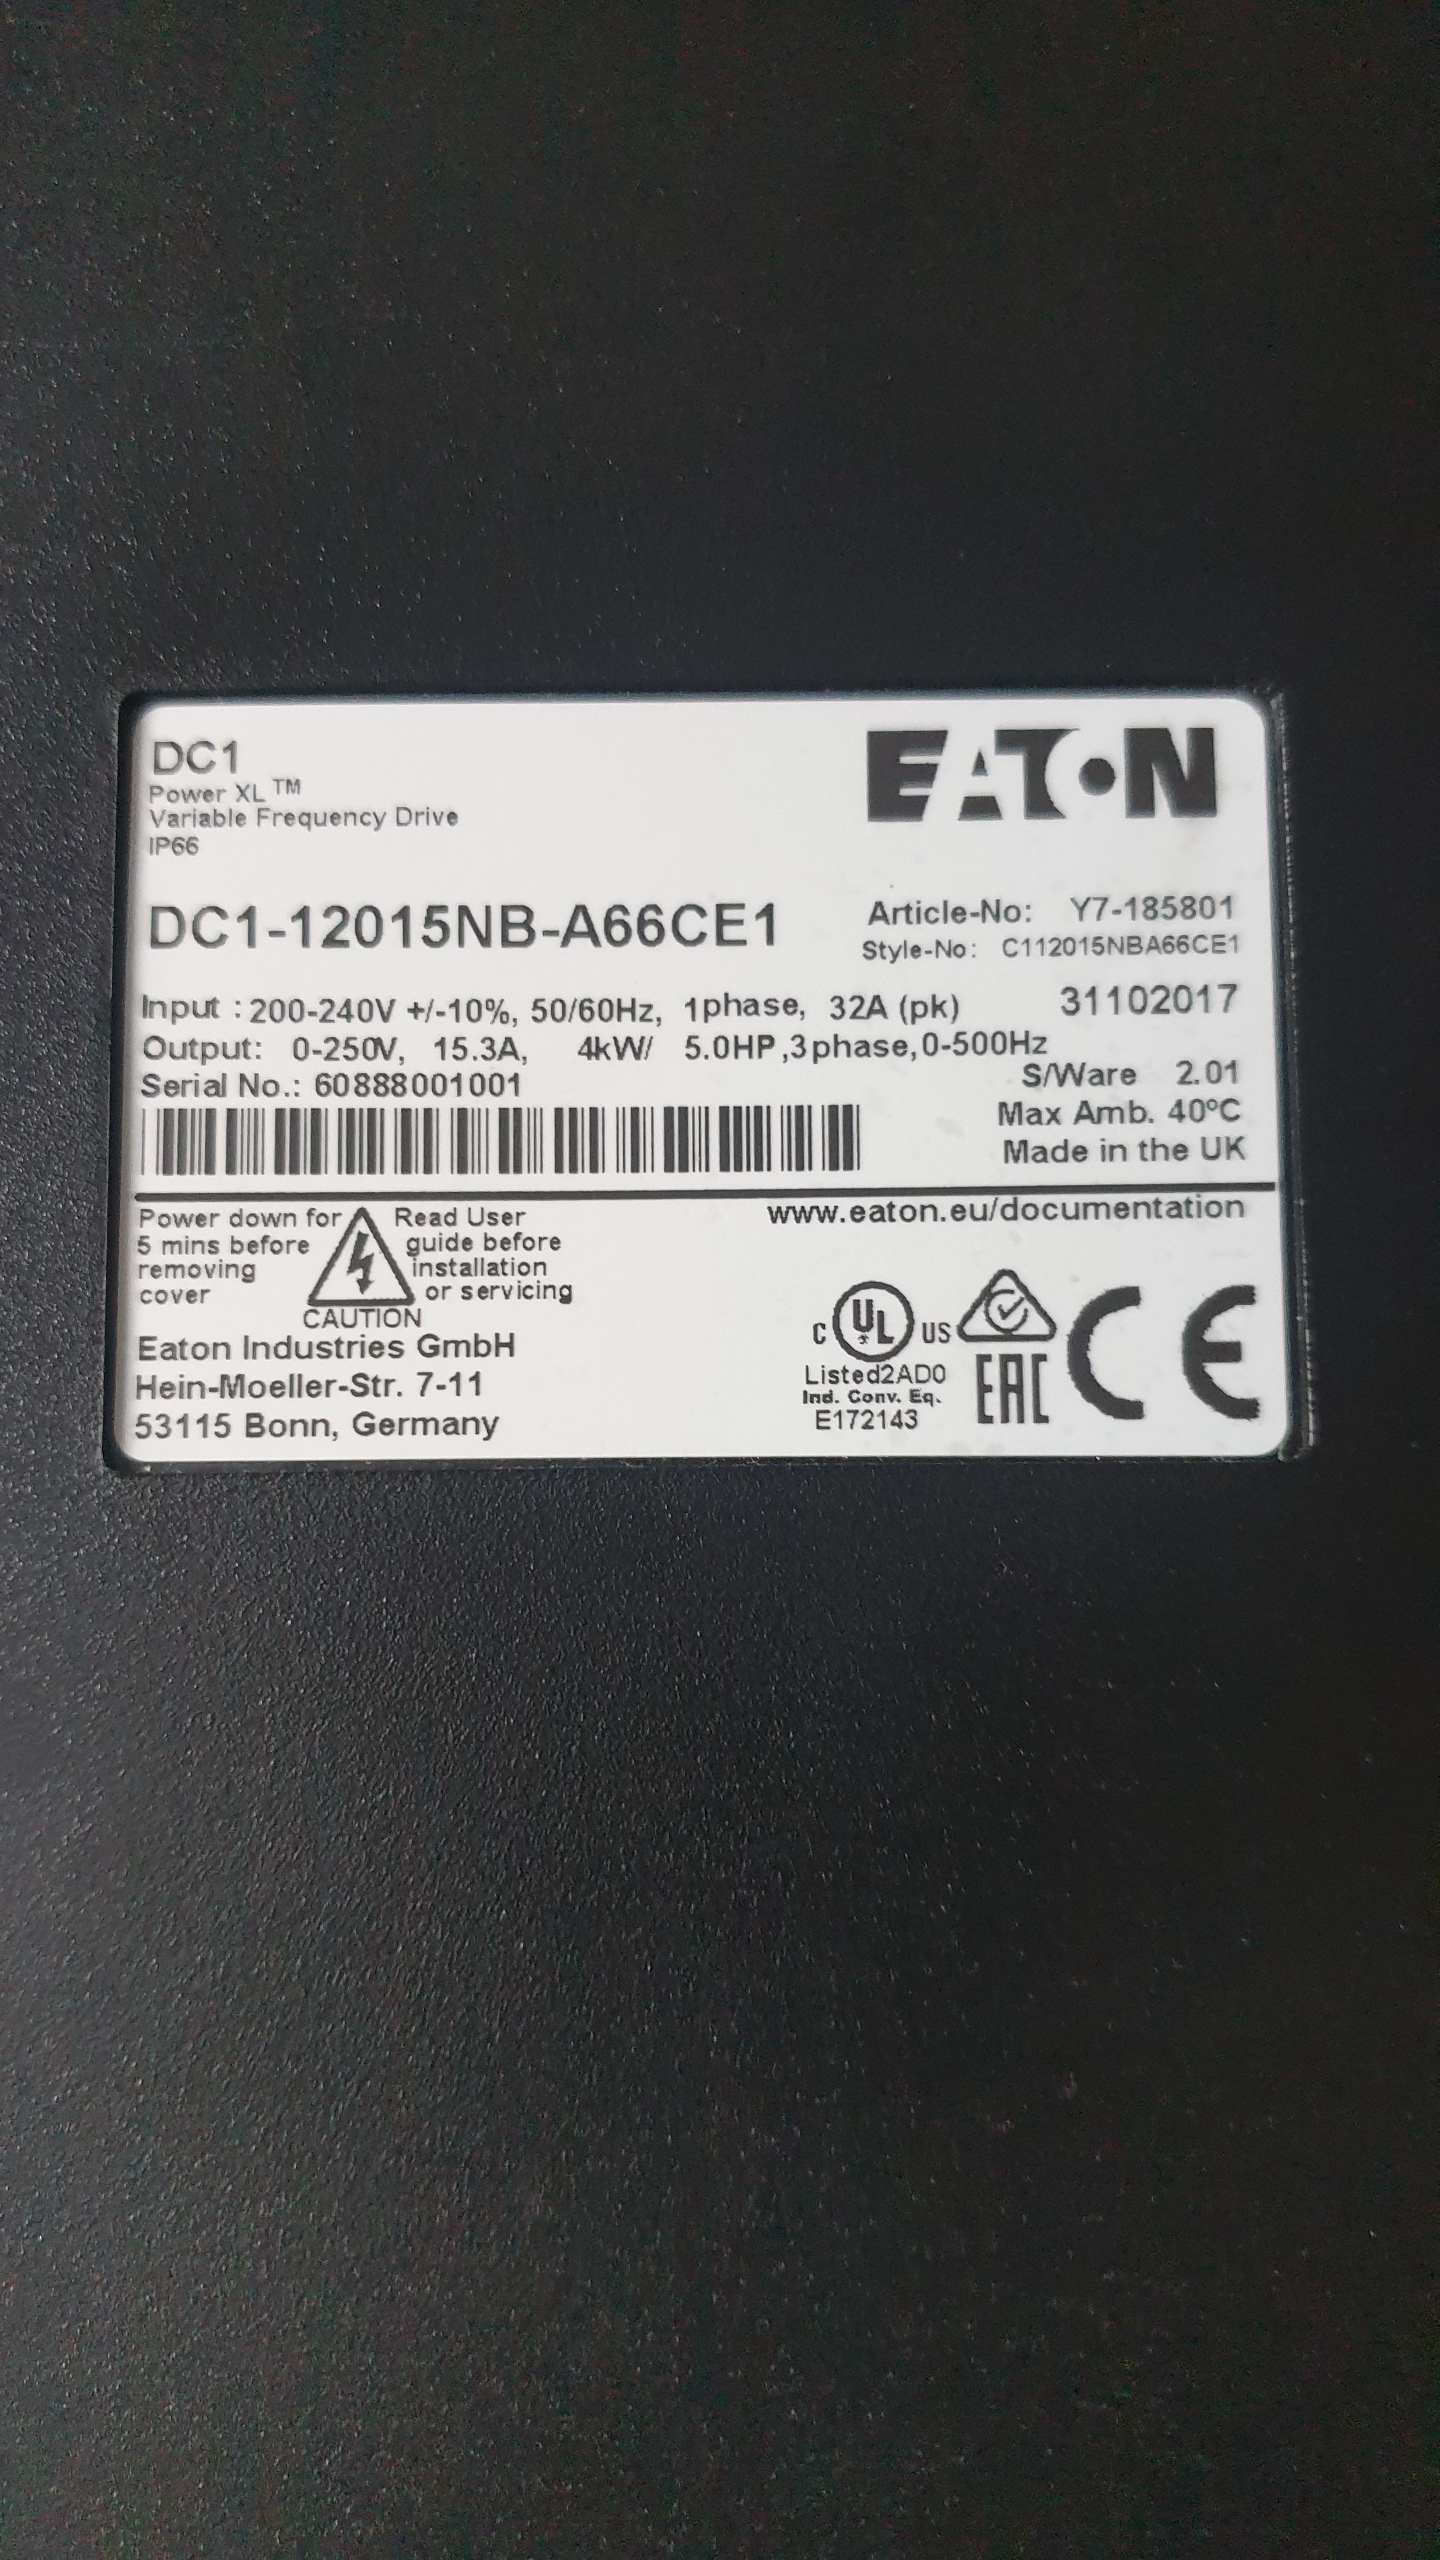 DC1
Power XL™
Variable Frequency Drive
IP66
EATON
DC1-12015NB-A66CE1
Article-No: Y7-185801
Style-No: C112015NBA66CE1
Input : 200-240V +/-10%, 50/60Hz, 1phase, 32A (pk)
31102017
Output: 0-250V, 15.3A, 4kW/ 5.0HP,3phase,0-500Hz
Serial No.: 60888001001
S/Ware 2.01
Max Amb. 40ºC
Made in the UK
Power down for
5 mins before
removing
cover
CAUTION
Read User
guide before
installation
or servicing
www.eaton.eu/documentation
Eaton Industries GmbH
Hein-Moeller-Str. 7-11
53115 Bonn, Germany
C UL US
Listed2AD0
Ind. Conv. Eq.
E172143
EAC
CE